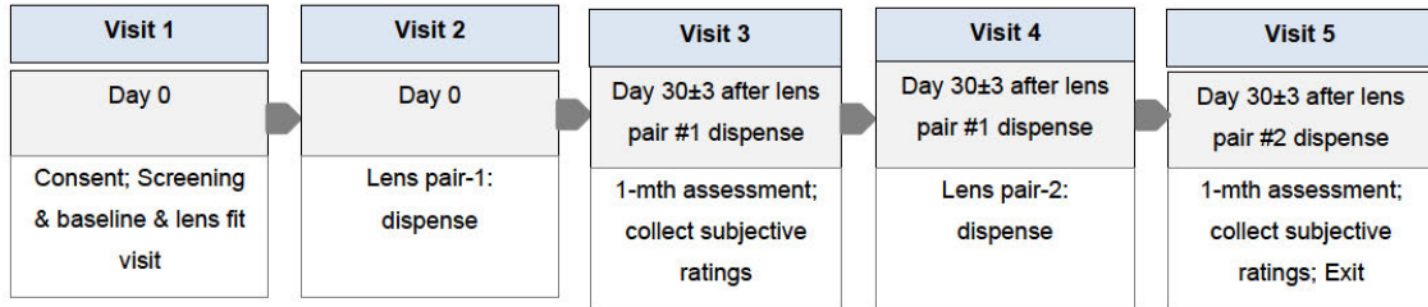 Visit 1
Day 0
Consent; Screening
& baseline & lens fit
visit
Visit 2
Day 0
Lens pair-1:
dispense
Visit 3
Day 30±3 after lens
pair #1 dispense
1-mth assessment;
collect subjective
ratings
Visit 4
Day 30±3 after lens
pair #1 dispense
Lens pair-2:
dispense
Visit 5
Day 30±3 after lens
pair #2 dispense
1-mth assessment;
collect subjective
ratings; Exit